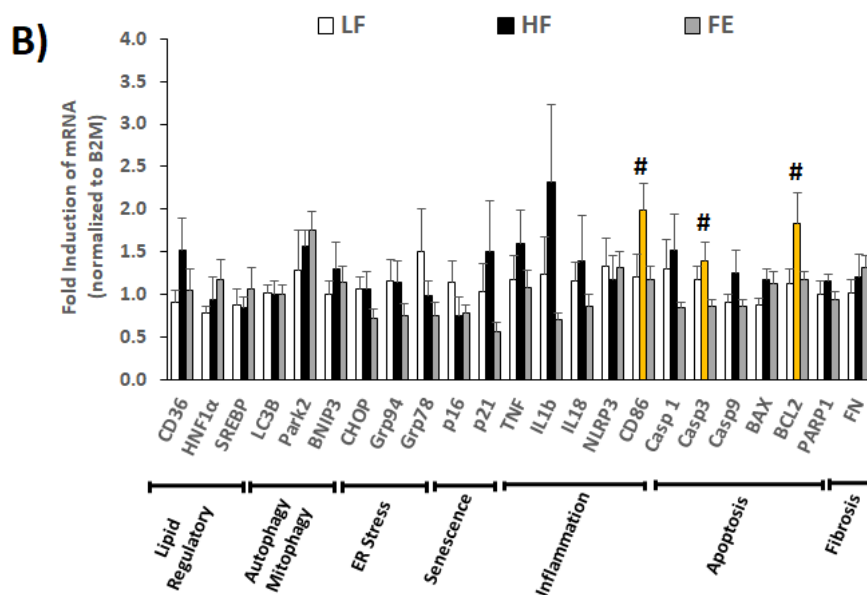 B)
LF HF FE
Fold Induction of mRNA
(normalized to B2M)
4.0
3.5
3.0
2.5
2.0
1.5
1.0
0.5
0.0
# # #
CD36 HNF1α SREBP LC3B Park2 BNIP3 CHOP Grp94 Grp78 p16 p21 TNF IL1b IL18 NLRP3 CD86 Casp 1 Casp3 Casp9 BAX BCL2 PARP1 FN
Lipid
Regulatory
Autophagy
Mitophagy
ER Stress
Senescence
Inflammation
Apoptosis
Fibrosis